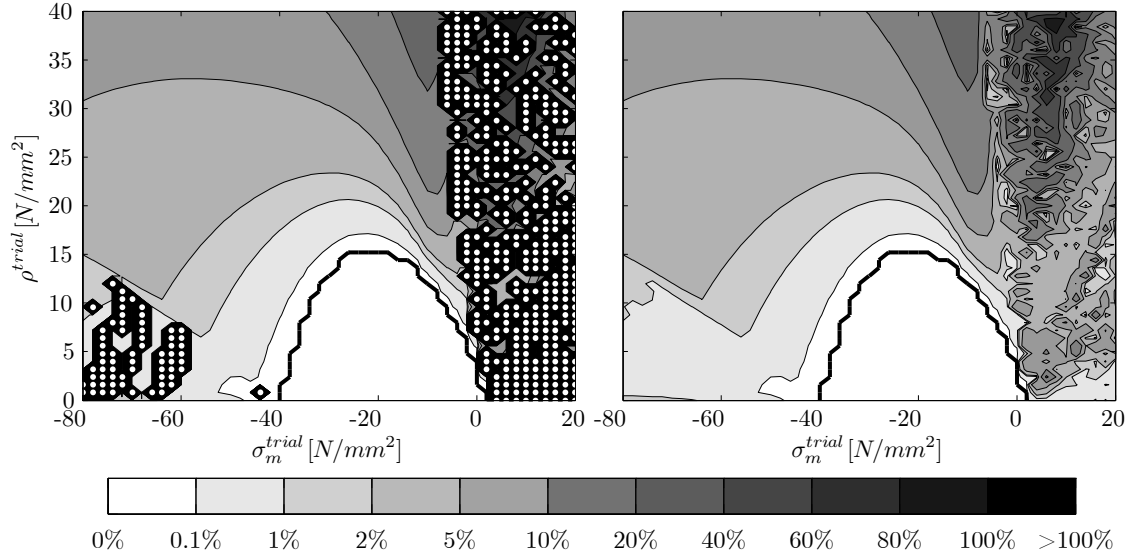 40
35
30
25
20
15
10
5
0
ρ^{trial} [N/mm^2]
-80 -60 -40 -20 0 20 -80 -60 -40 -20 0 20
σ_m^{trial} [N/mm^2] σ_m^{trial} [N/mm^2]
0% 0.1% 1% 2% 5% 10% 20% 40% 60% 80% 100% >100%